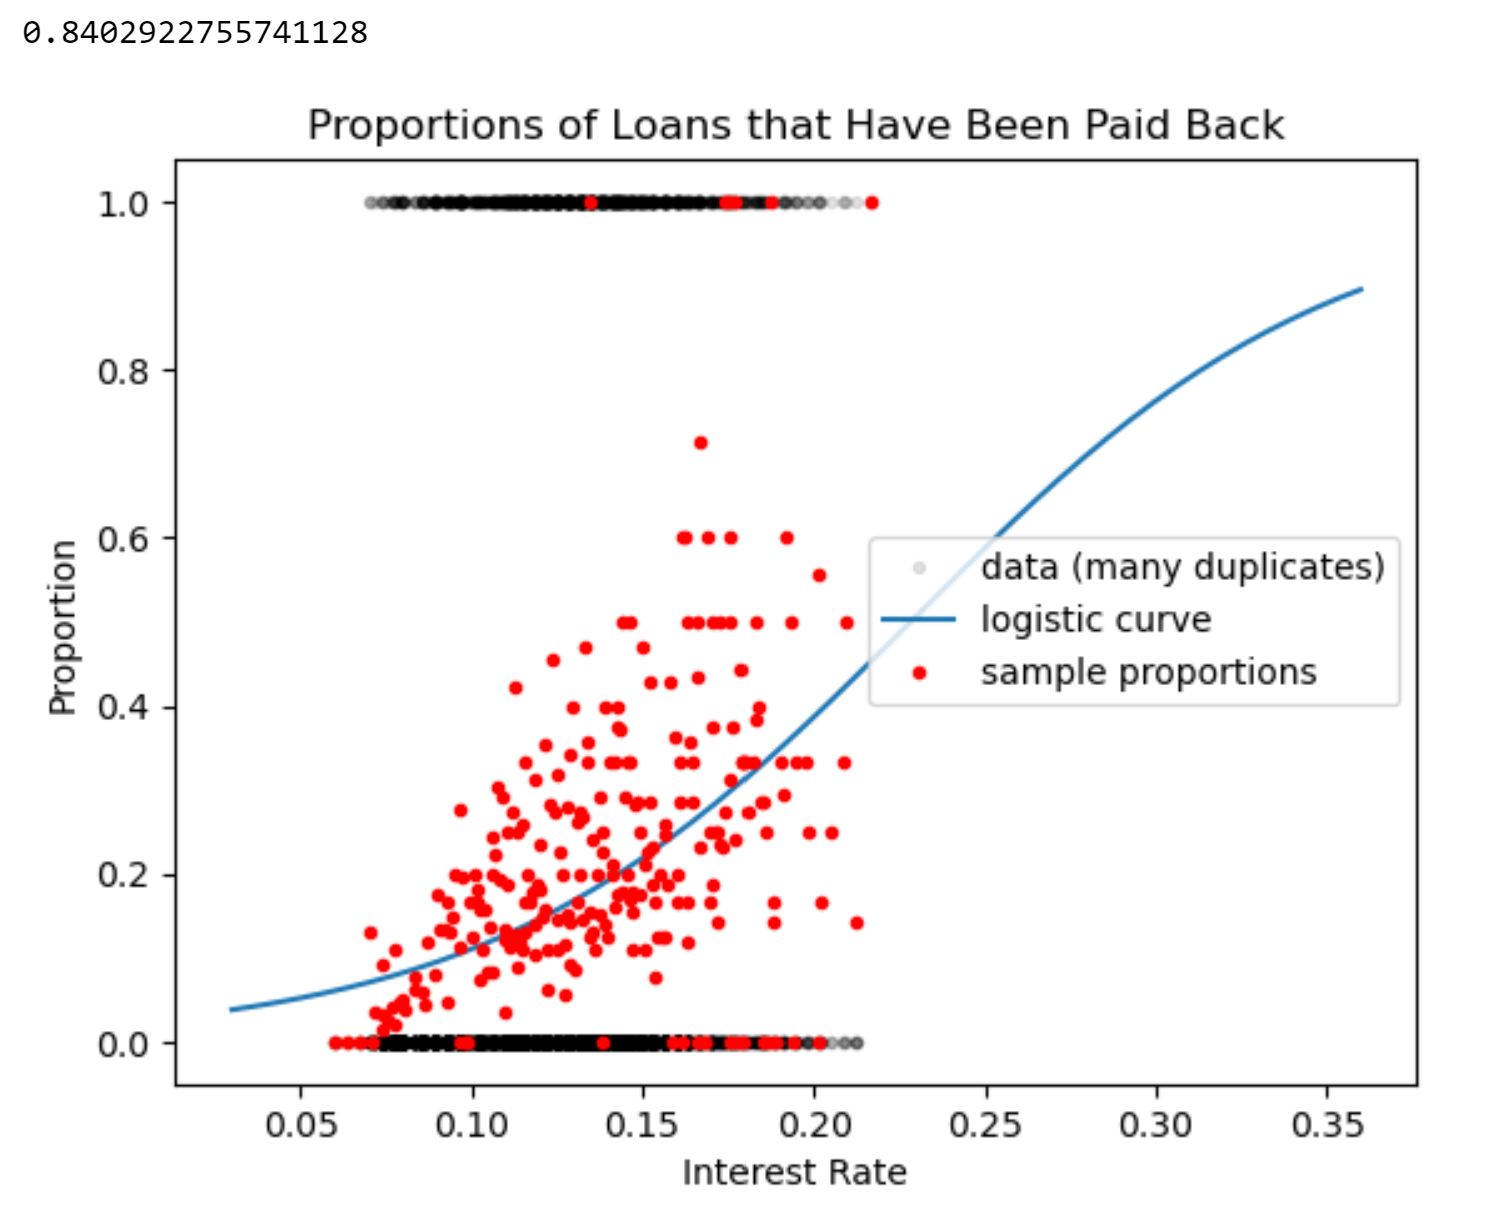 0.8402922755741128
Proportions of Loans that Have Been Paid Back
1.0
0.8
0.6
0.4
0.2
0.0
Proportion
data (many duplicates)
logistic curve
sample proportions
0.05 0.10 0.15 0.20 0.25 0.30 0.35
Interest Rate